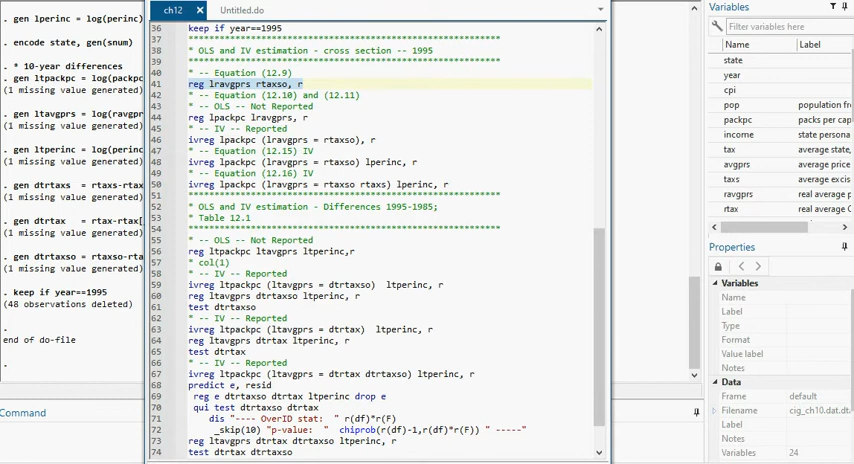 . gen lperinc = log(perinc)
. encode state, gen(snum)
. * 10-year differences
. gen ltpackpc = log(packpc
(1 missing value generated)
. gen ltavgprs = log(ravgpr
(1 missing value generated)
. gen ltperinc = log(perinc
(1 missing value generated)
. gen dtrtaxs = rtaxs-rtax
(1 missing value generated)
. gen dtrtax = rtax-rtax[
(1 missing value generated)
. gen dtrtaxso = rtaxso-rta
(1 missing value generated)
. keep if year==1995
(48 observations deleted)
.
end of do-file
.
Command
ch12
Untitled.do
36 keep if year==1995
37 ************************************************
38 * OLS and IV estimation - cross section -- 1995
39 ************************************************
40 * -- Equation (12.9)
41 reg lravgprs rtaxso, r
42 * -- Equation (12.10) and (12.11)
43 * -- OLS -- Not Reported
44 reg lpackpc lravgprs, r
45 * -- IV -- Reported
46 ivreg lpackpc (lravgprs = rtaxso), r
47 * -- Equation (12.15) IV
48 ivreg lpackpc (lravgprs = rtaxso) lperinc, r
49 * -- Equation (12.16) IV
50 ivreg lpackpc (lravgprs = rtaxso rtaxs) lperinc, r
51 ************************************************
52 * OLS and IV estimation - Differences 1995-1985;
53 * Table 12.1
54 ************************************************
55 * -- OLS -- Not Reported
56 reg ltpackpc ltavgprs ltperinc,r
57 * col(1)
58 * -- IV -- Reported
59 ivreg ltpackpc (ltavgprs = dtrtaxso) ltperinc, r
60 reg ltavgprs dtrtaxso ltperinc, r
61 test dtrtaxso
62 * -- IV -- Reported
63 ivreg ltpackpc (ltavgprs = dtrtax) ltperinc, r
64 reg ltavgprs dtrtax ltperinc, r
65 test dtrtax
66 * -- IV -- Reported
67 ivreg ltpackpc (ltavgprs = dtrtax dtrtaxso) ltperinc, r
68 predict e, resid
69 reg e dtrtaxso dtrtax ltperinc drop e
70 qui test dtrtaxso dtrtax
71 dis "---- OverID stat: " r(df)*r(F)
72 _skip(10) "p-value: " chiprob(r(df)-1,r(df)*r(F)) " -----"
73 reg ltavgprs dtrtax dtrtaxso ltperinc, r
74 test dtrtax dtrtaxso
Variables
Filter variables here
Name Label
state
year
cpi
pop population fr
packpc packs per cap
income state persona
tax average state,
avgprs average price
taxs average excis
ravgprs real average p
rtax real average C
Properties
Variables
Name
Label
Type
Format
Value label
Notes
Data
Frame default
Filename cig_ch10.dat.dt
Label
Notes
Variables 24